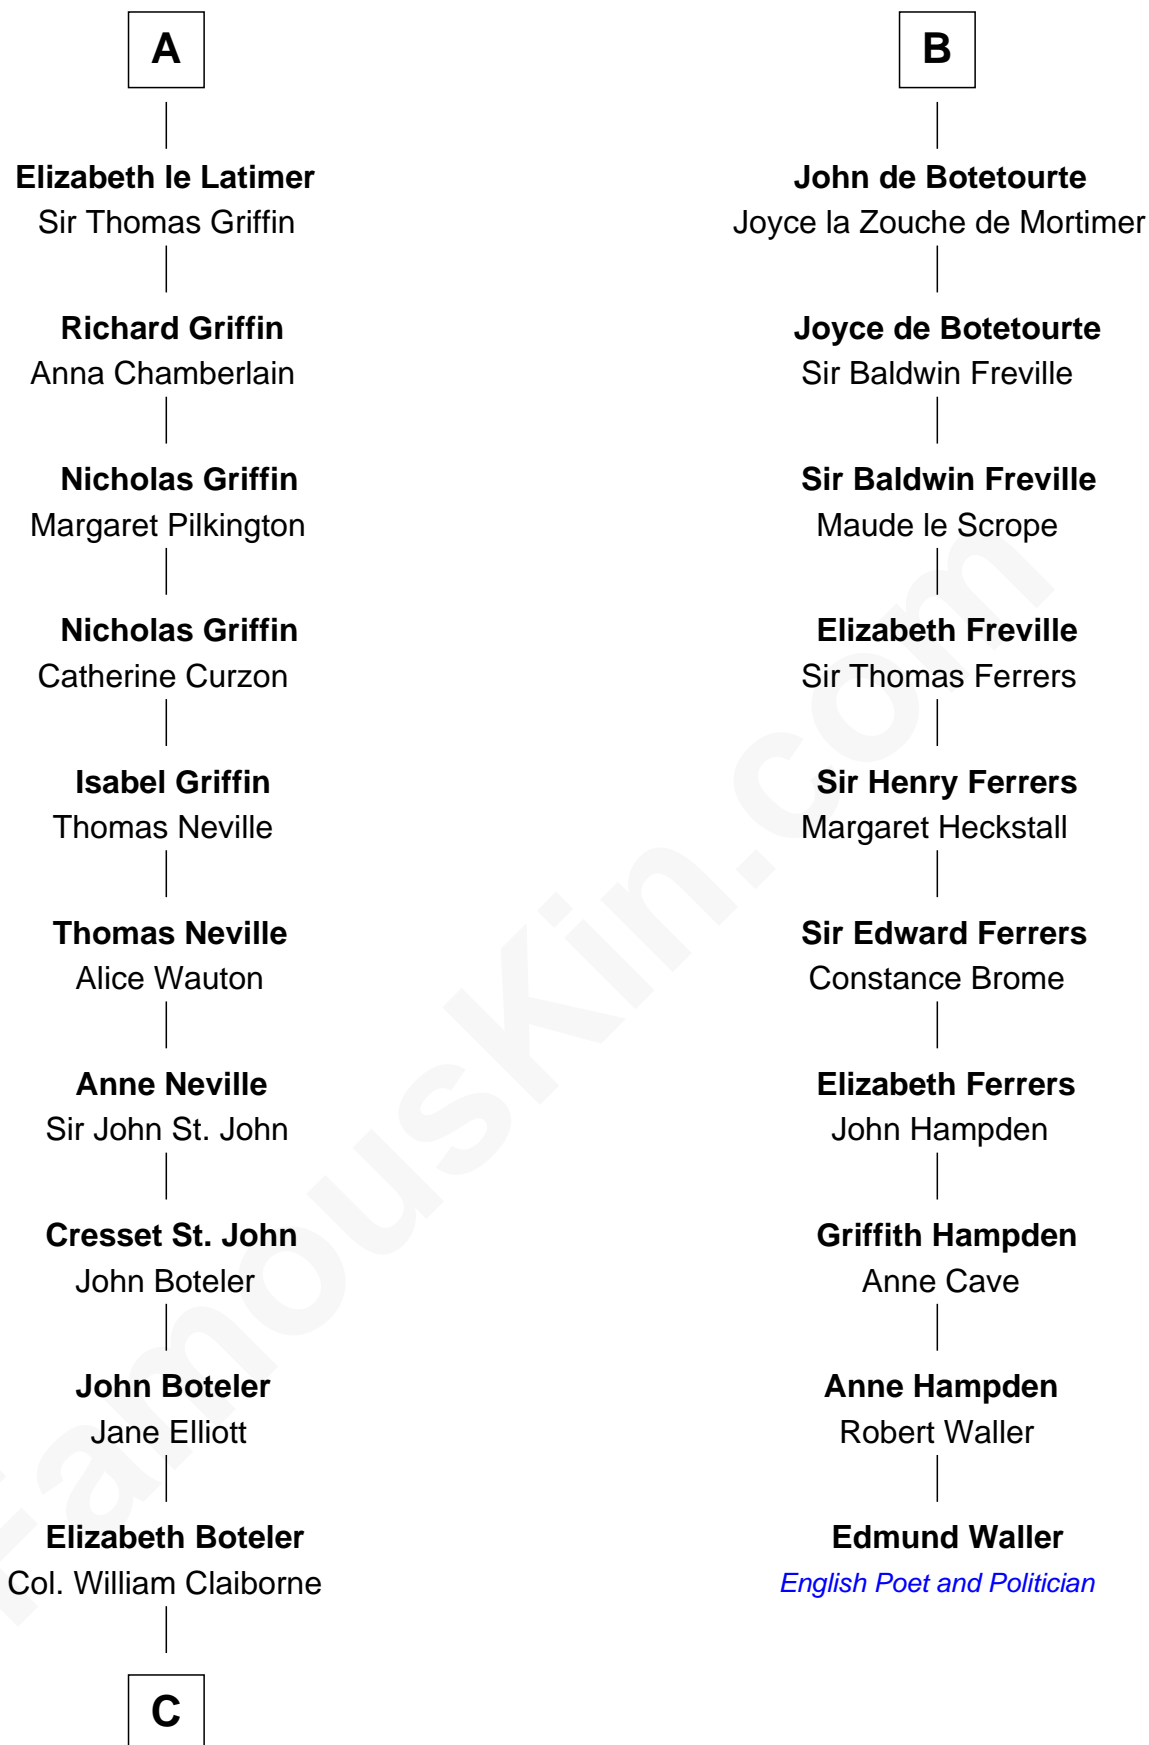 A
Elizabeth le Latimer
Sir Thomas Griffin
Richard Griffin
Anna Chamberlain
Nicholas Griffin
Margaret Pilkington
Nicholas Griffin
Catherine Curzon
Isabel Griffin
Thomas Neville
Thomas Neville
Alice Wauton
Anne Neville
Sir John St. John
Cresset St. John
John Boteler
John Boteler
Jane Elliott
Elizabeth Boteler
Col. William Claiborne
C
B
John de Botetourte
Joyce la Zouche de Mortimer
Joyce de Botetourte
Sir Baldwin Freville
Sir Baldwin Freville
Maude le Scrope
Elizabeth Freville
Sir Thomas Ferrers
Sir Henry Ferrers
Margaret Heckstall
Sir Edward Ferrers
Constance Brome
Elizabeth Ferrers
John Hampden
Griffith Hampden
Anne Cave
Anne Hampden
Robert Waller
Edmund Waller
English Poet and Politician
FamousKin.com